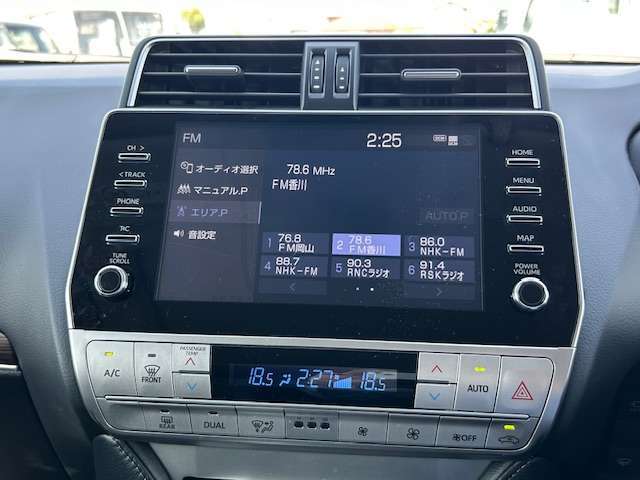 FM
2:25
CH >
< TRACK
PHONE
TUNE
SCROLL
オーディオ選択
マニュアル.P
エリア.P
音設定
78.6 MHz
FM香川
AUTO.P
1 76.8 FM岡山
2 78.6 FM香川
3 86.0 NHK-FM
4 88.7 NHK-FM
5 90.3 RNCラジオ
6 91.4 RSKラジオ
HOME
MENU
AUDIO
MAP
POWER
VOLUME
A/C
FRONT
PASSENGER
TEMP
18.5 2:27 18.5
AUTO
REAR
DUAL
OFF